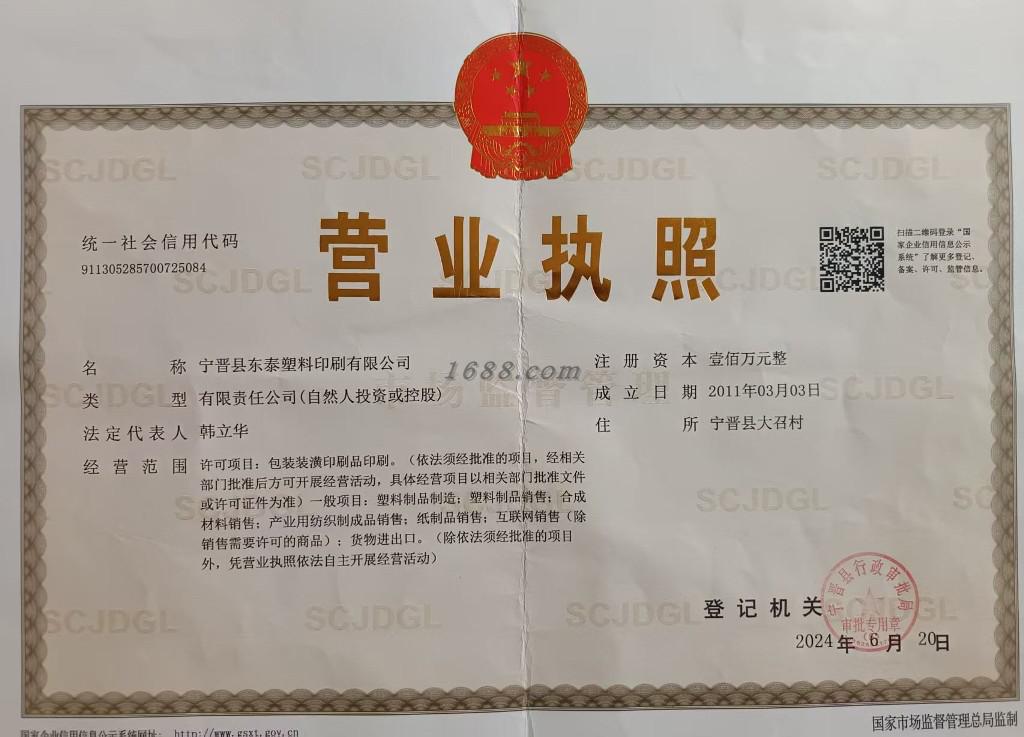 SCJDGL SCJDGL SCJDGL SCJDGL
营业执照
统一社会信用代码
911305285700725084
扫描二维码登录“国
家企业信用信息公示
系统”了解更多登记、
备案、许可、监管信息。
名称 宁晋县东泰塑料印刷有限公司
类型 有限责任公司(自然人投资或控股)
法定代表人 韩立华
经营范围 许可项目：包装装潢印刷品印刷。（依法须经批准的项目，经相关
部门批准后方可开展经营活动，具体经营项目以相关部门批准文件
或许可证件为准）一般项目：塑料制品制造；塑料制品销售；合成
材料销售；产业用纺织制成品销售；纸制品销售；互联网销售（除
销售需要许可的商品）；货物进出口。（除依法须经批准的项目
外，凭营业执照依法自主开展经营活动）
1688.com
市场监督管理
注册资本 壹佰万元整
成立日期 2011年03月03日
住所 宁晋县大召村
登记机关
宁晋县行政审批局
审批专用章
2024年6月20日
SCJDGL SCJDGL SCJDGL SCJDGL
国家企业信用信息公示系统网址： http://www.gsxt.gov.cn
国家市场监督管理总局监制